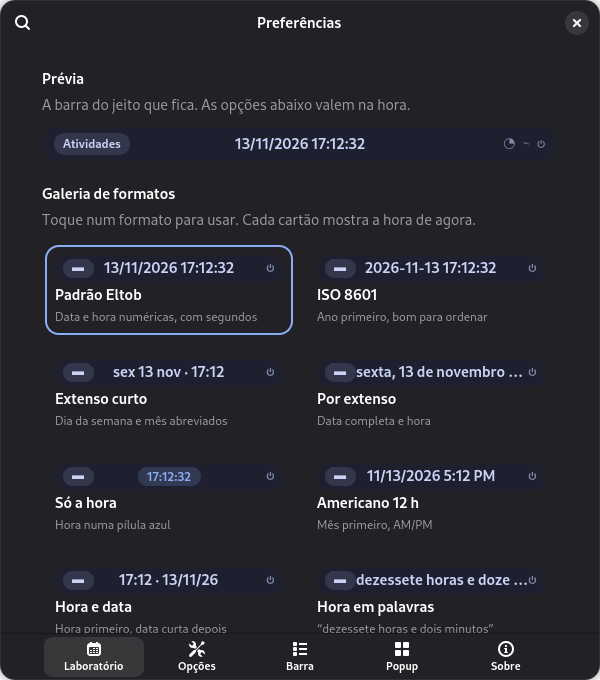 Preferências
Prévia
A barra do jeito que fica. As opções abaixo valem na hora.
Atividades 13/11/2026 17:12:32
Galeria de formatos
Toque num formato para usar. Cada cartão mostra a hora de agora.
13/11/2026 17:12:32
Padrão Eltob
Data e hora numéricas, com segundos
2026-11-13 17:12:32
ISO 8601
Ano primeiro, bom para ordenar
sex 13 nov · 17:12
Extenso curto
Dia da semana e mês abreviados
sexta, 13 de novembro ...
Por extenso
Data completa e hora
17:12:32
Só a hora
Hora numa pílula azul
11/13/2026 5:12 PM
Americano 12 h
Mês primeiro, AM/PM
17:12 · 13/11/26
Hora e data
Hora primeiro, data curta depois
dezessete horas e doze ...
Hora em palavras
“dezessete horas e dois minutos”
Laboratório
Opções
Barra
Popup
Sobre